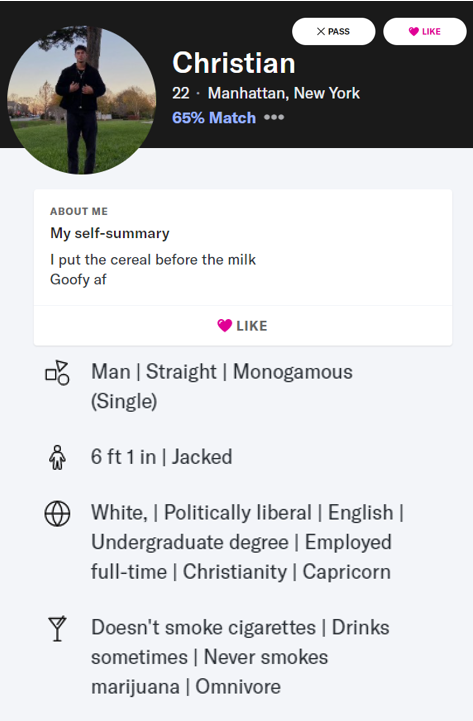 PASS
LIKE
Christian
22 · Manhattan, New York
65% Match
ABOUT ME
My self-summary
I put the cereal before the milk
Goofy af
LIKE
Man | Straight | Monogamous
(Single)
6 ft 1 in | Jacked
White, | Politically liberal | English |
Undergraduate degree | Employed
full-time | Christianity | Capricorn
Doesn't smoke cigarettes | Drinks
sometimes | Never smokes
marijuana | Omnivore